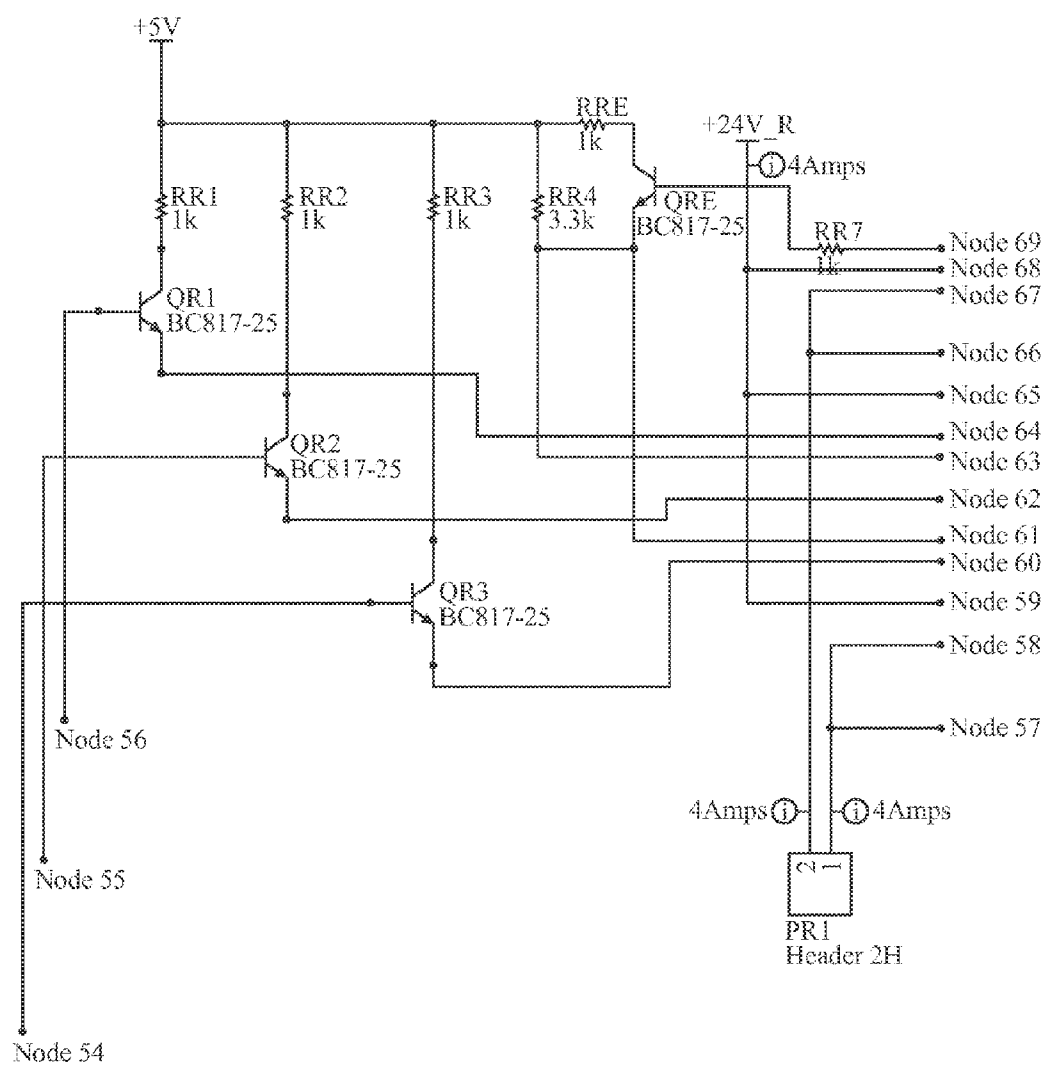 +5V
RRE
1k
+24V_R
4Amps
RR1
1k
RR2
1k
RR3
1k
RR4
3.3k
QRE
BC817-25
RR7
1k
Node 69
Node 68
Node 67
QR1
BC817-25
Node 66
Node 65
Node 64
QR2
BC817-25
Node 63
Node 62
Node 61
Node 60
QR3
BC817-25
Node 59
Node 58
Node 57
Node 56
4Amps
4Amps
2
1
Node 55
PR1
Header 2H
Node 54